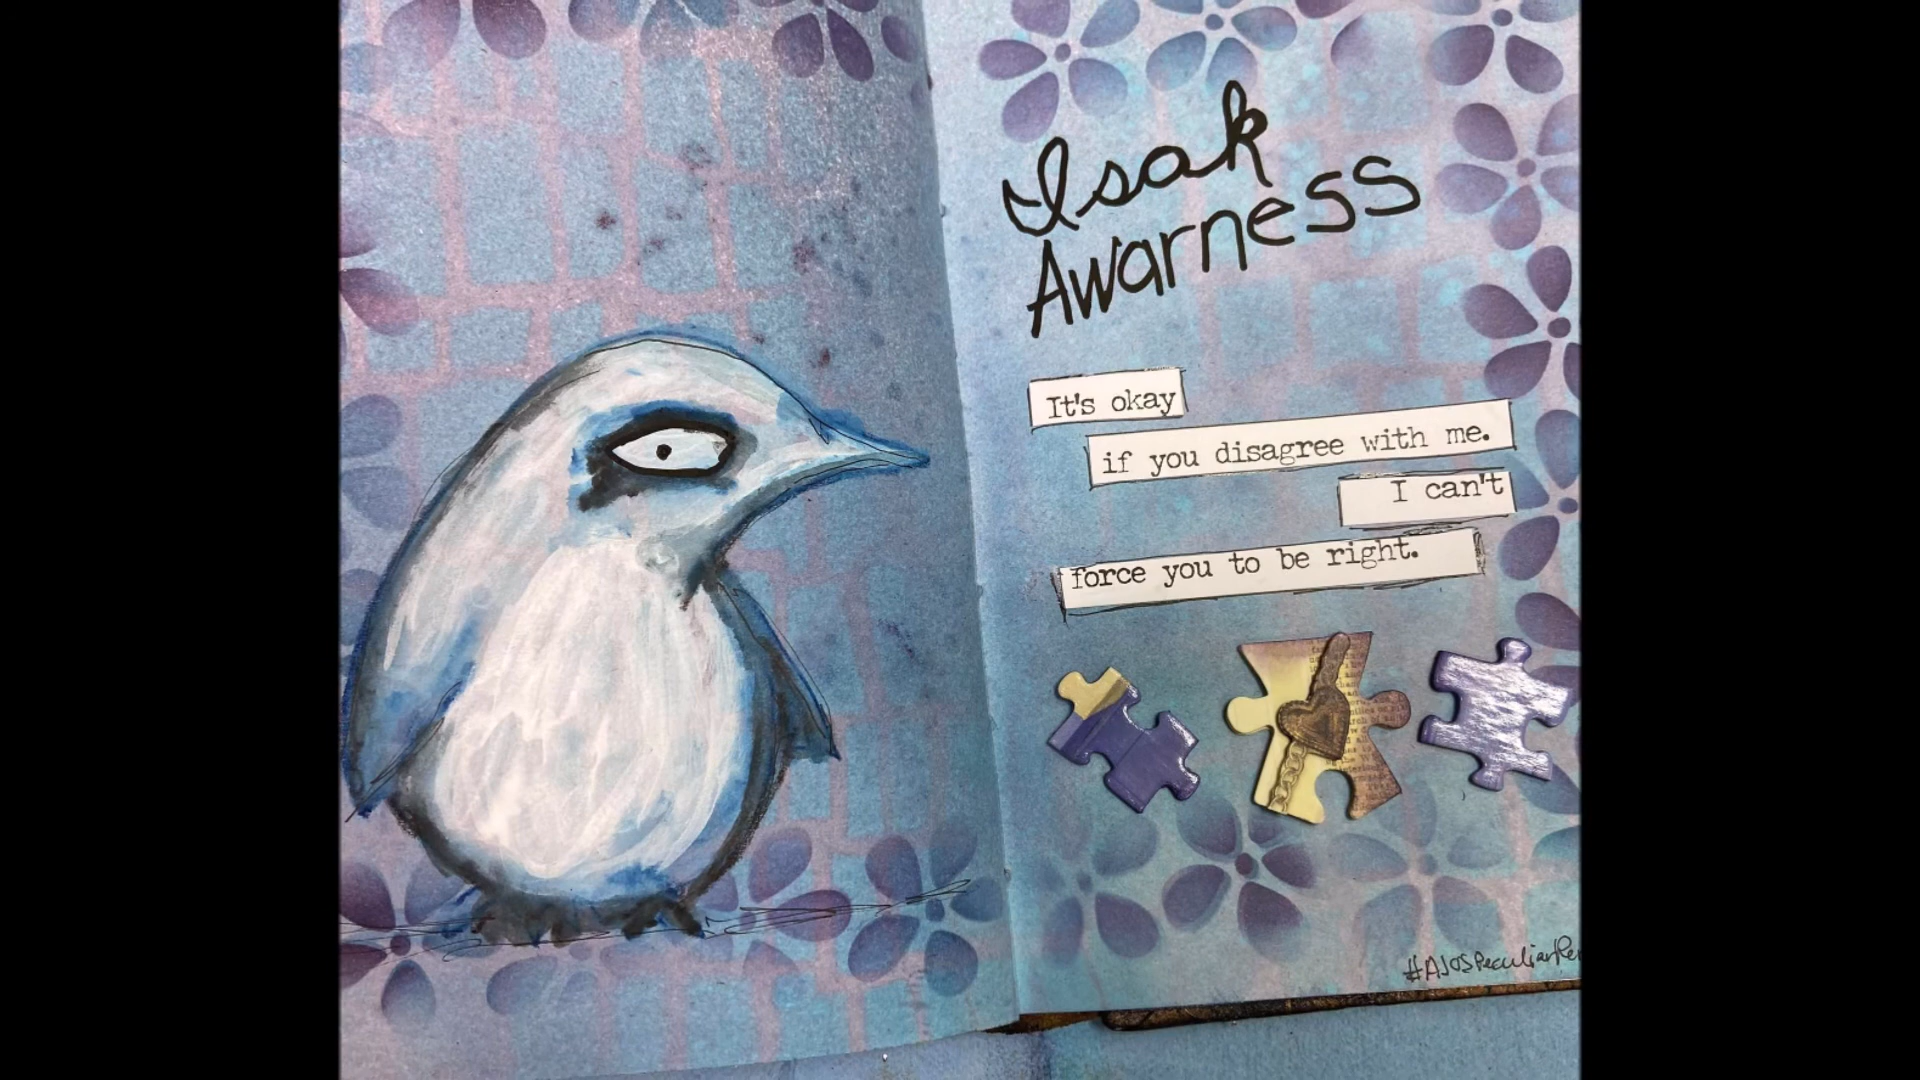 Isak
Awarness
It's okay
if you disagree with me.
I can't
force you to be right.